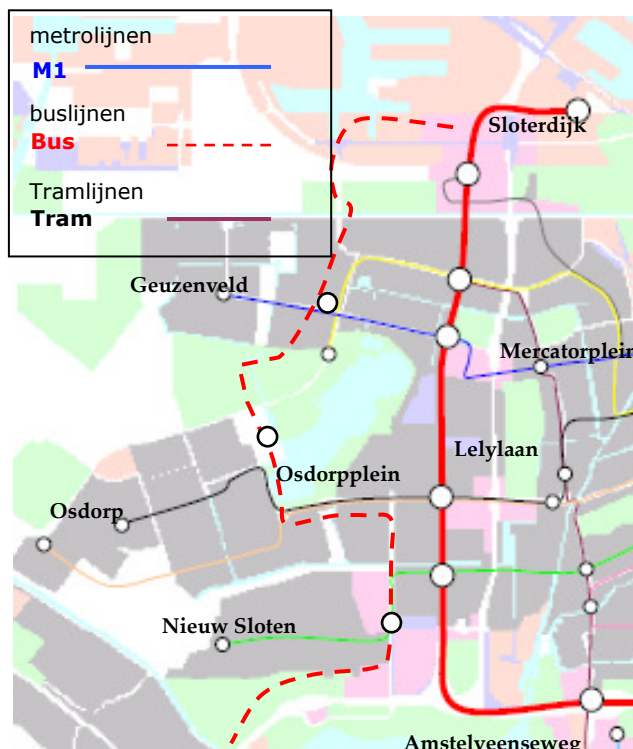 metrolijnen
M1
buslijnen
Bus
Tramlijnen
Tram
Sloterdijk
Geuzenveld
Mercatorplein
Lelylaan
Osdorpplein
Osdorp
Nieuw Sloten
Amstelveenseweg